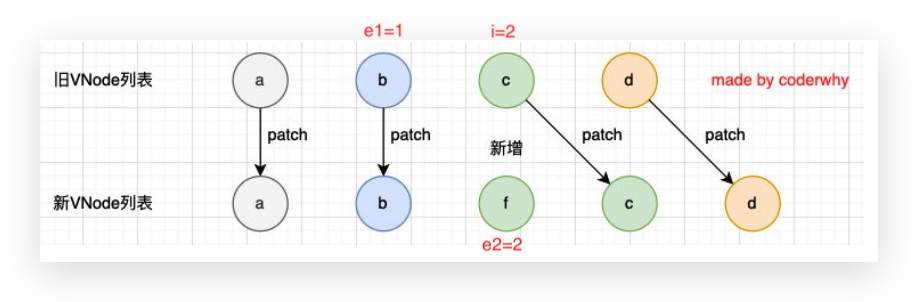 e1=1 i=2
旧VNode列表 a b c d made by coderwhy
patch patch 新增 patch patch
新VNode列表 a b f c d
e2=2